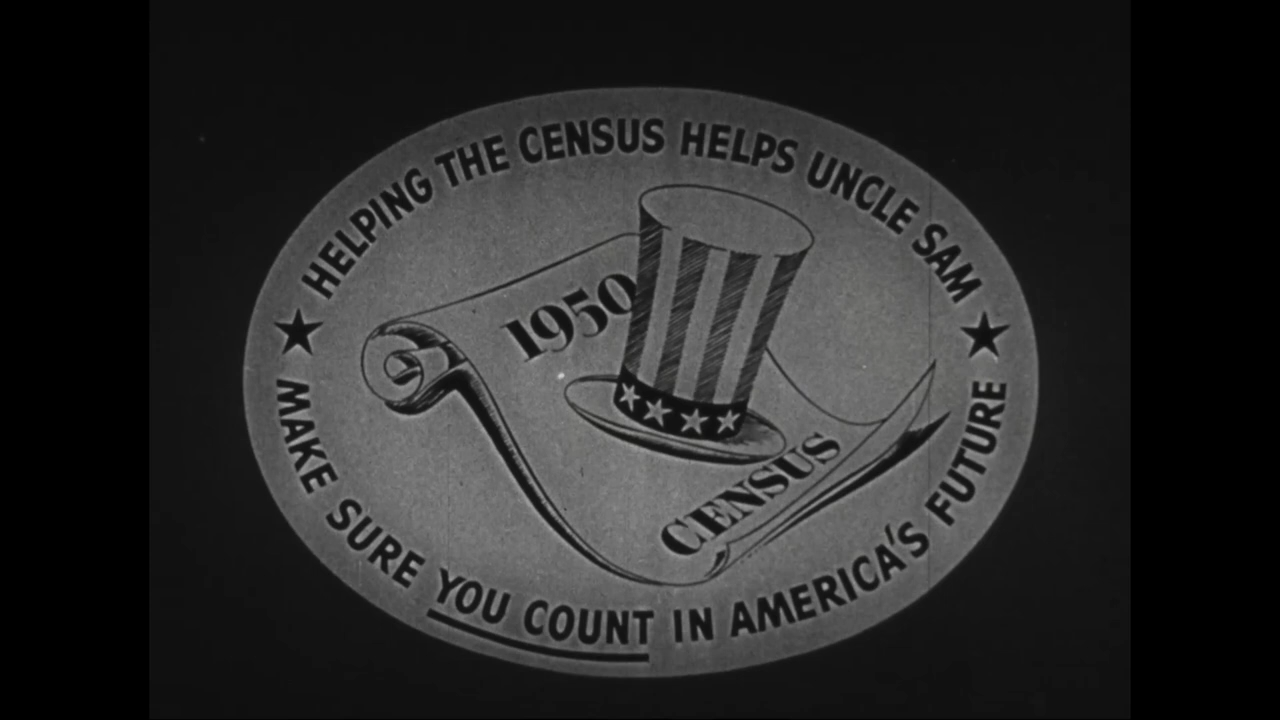 HELPING THE CENSUS HELPS UNCLE SAM
1950
CENSUS
MAKE SURE YOU COUNT IN AMERICA'S FUTURE